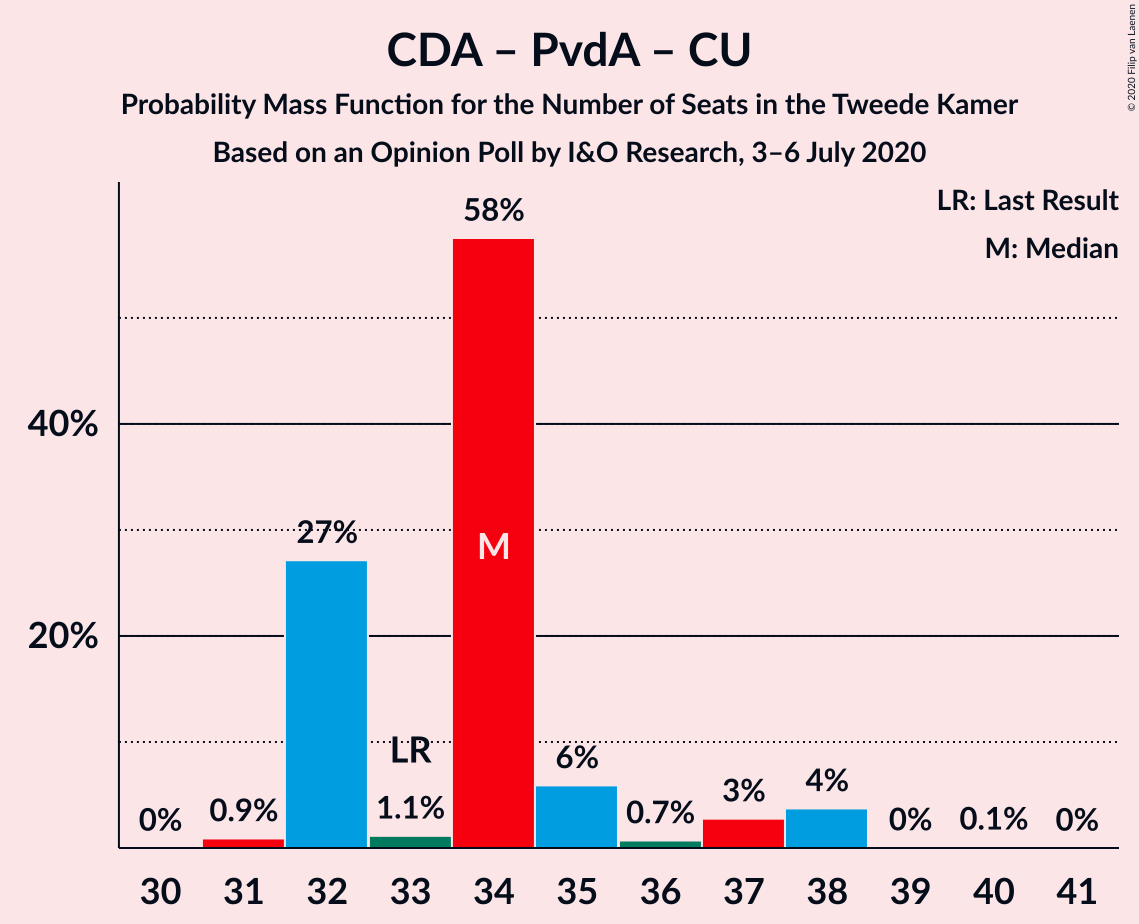 CDA – PvdA – CU
Probability Mass Function for the Number of Seats in the Tweede Kamer
Based on an Opinion Poll by I&O Research, 3–6 July 2020
© 2020 Filip van Laenen
LR: Last Result
M: Median
40%
20%
0%
0.9%
27%
LR
1.1%
58%
M
6%
0.7%
3%
4%
0%
0.1%
0%
30 31 32 33 34 35 36 37 38 39 40 41